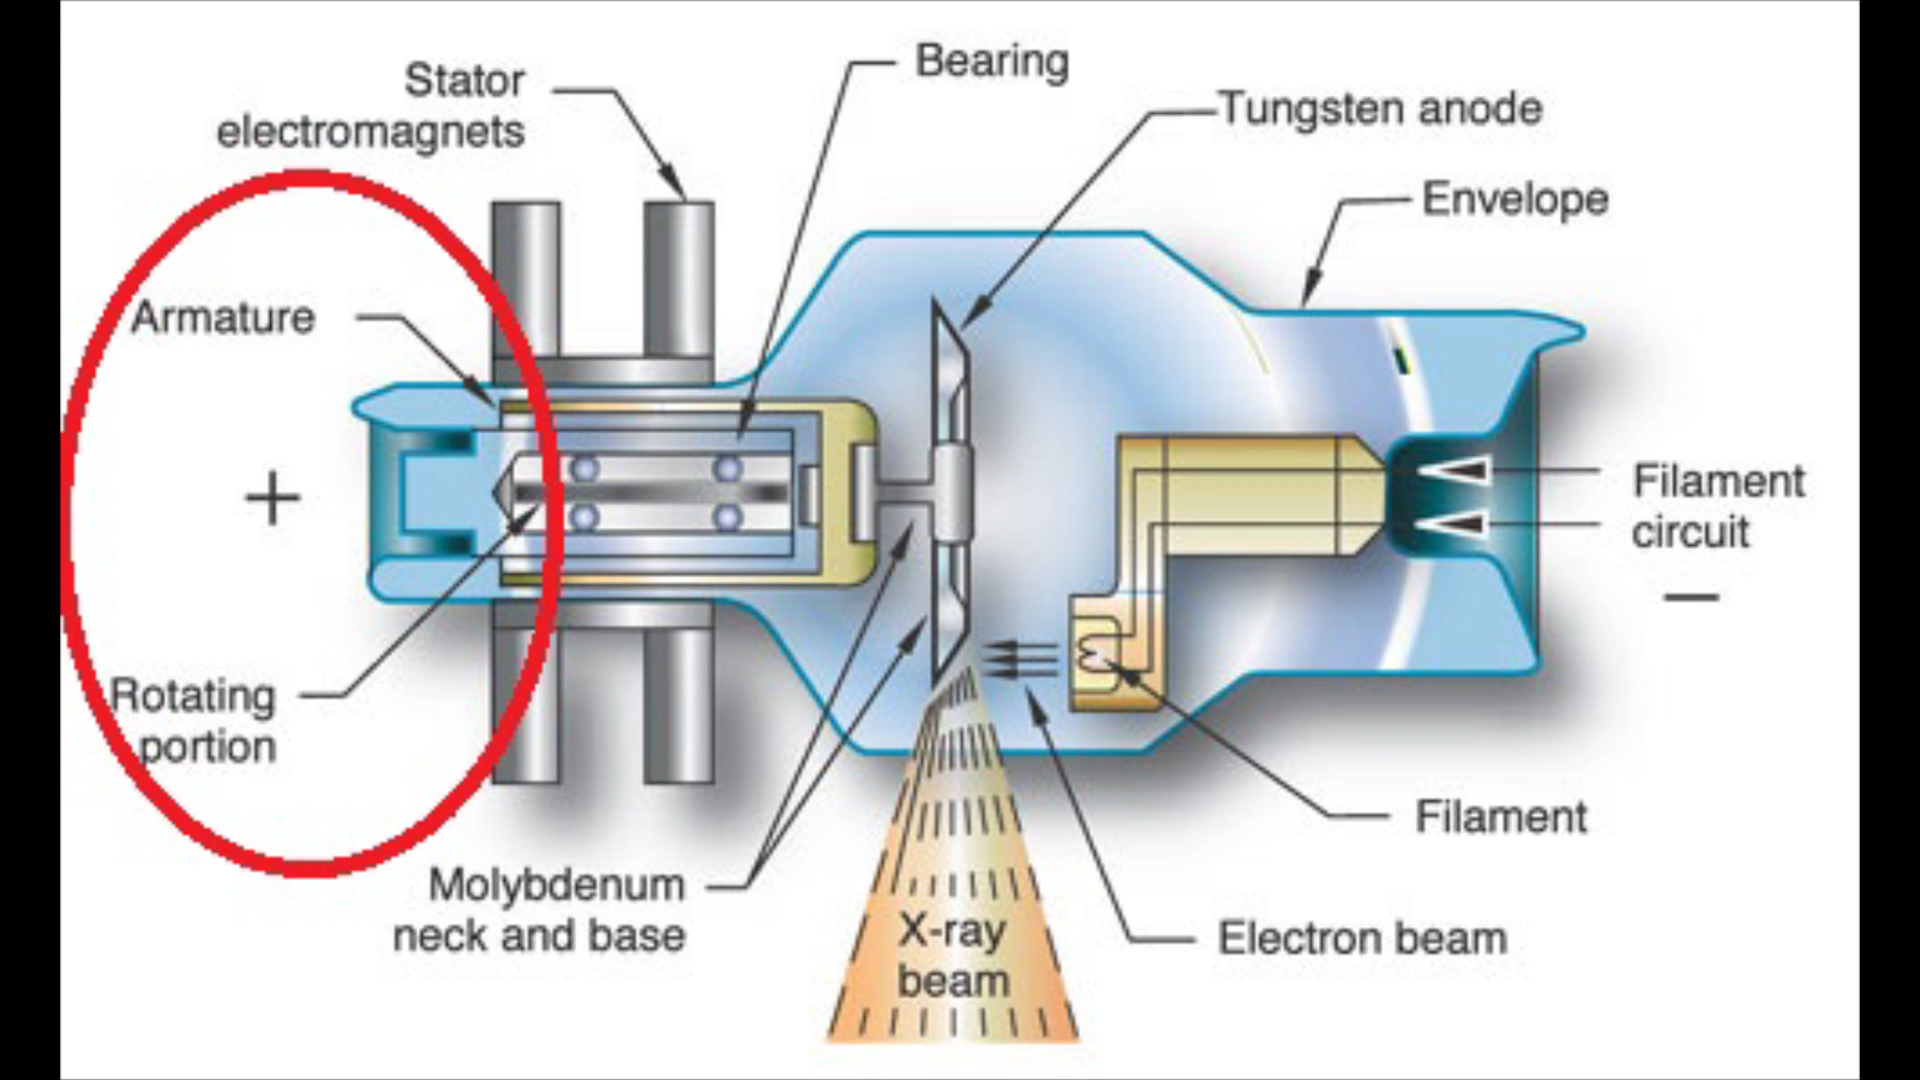 Stator
electromagnets
Bearing
Tungsten anode
Envelope
Armature
+
Filament
circuit
—
Rotating
portion
Filament
Molybdenum
neck and base
X-ray
beam
Electron beam